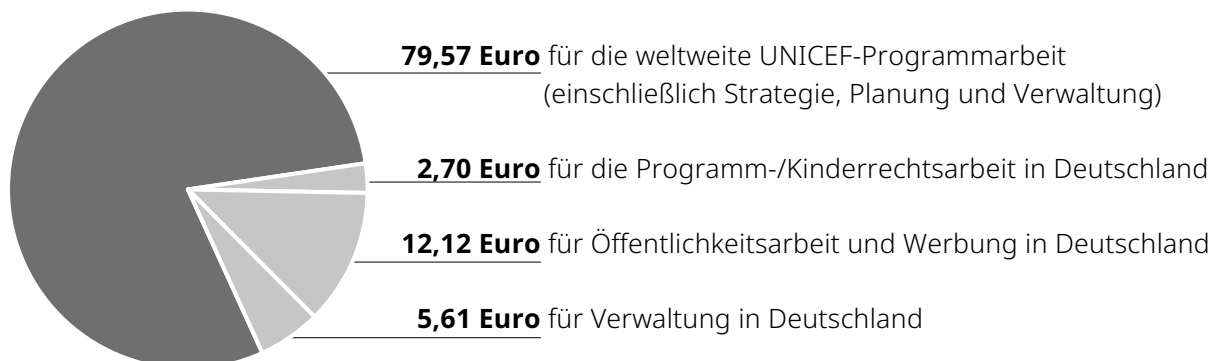 79,57 Euro für die weltweite UNICEF-Programmarbeit
(einschließlich Strategie, Planung und Verwaltung)
2,70 Euro für die Programm-/Kinderrechtsarbeit in Deutschland
12,12 Euro für Öffentlichkeitsarbeit und Werbung in Deutschland
5,61 Euro für Verwaltung in Deutschland